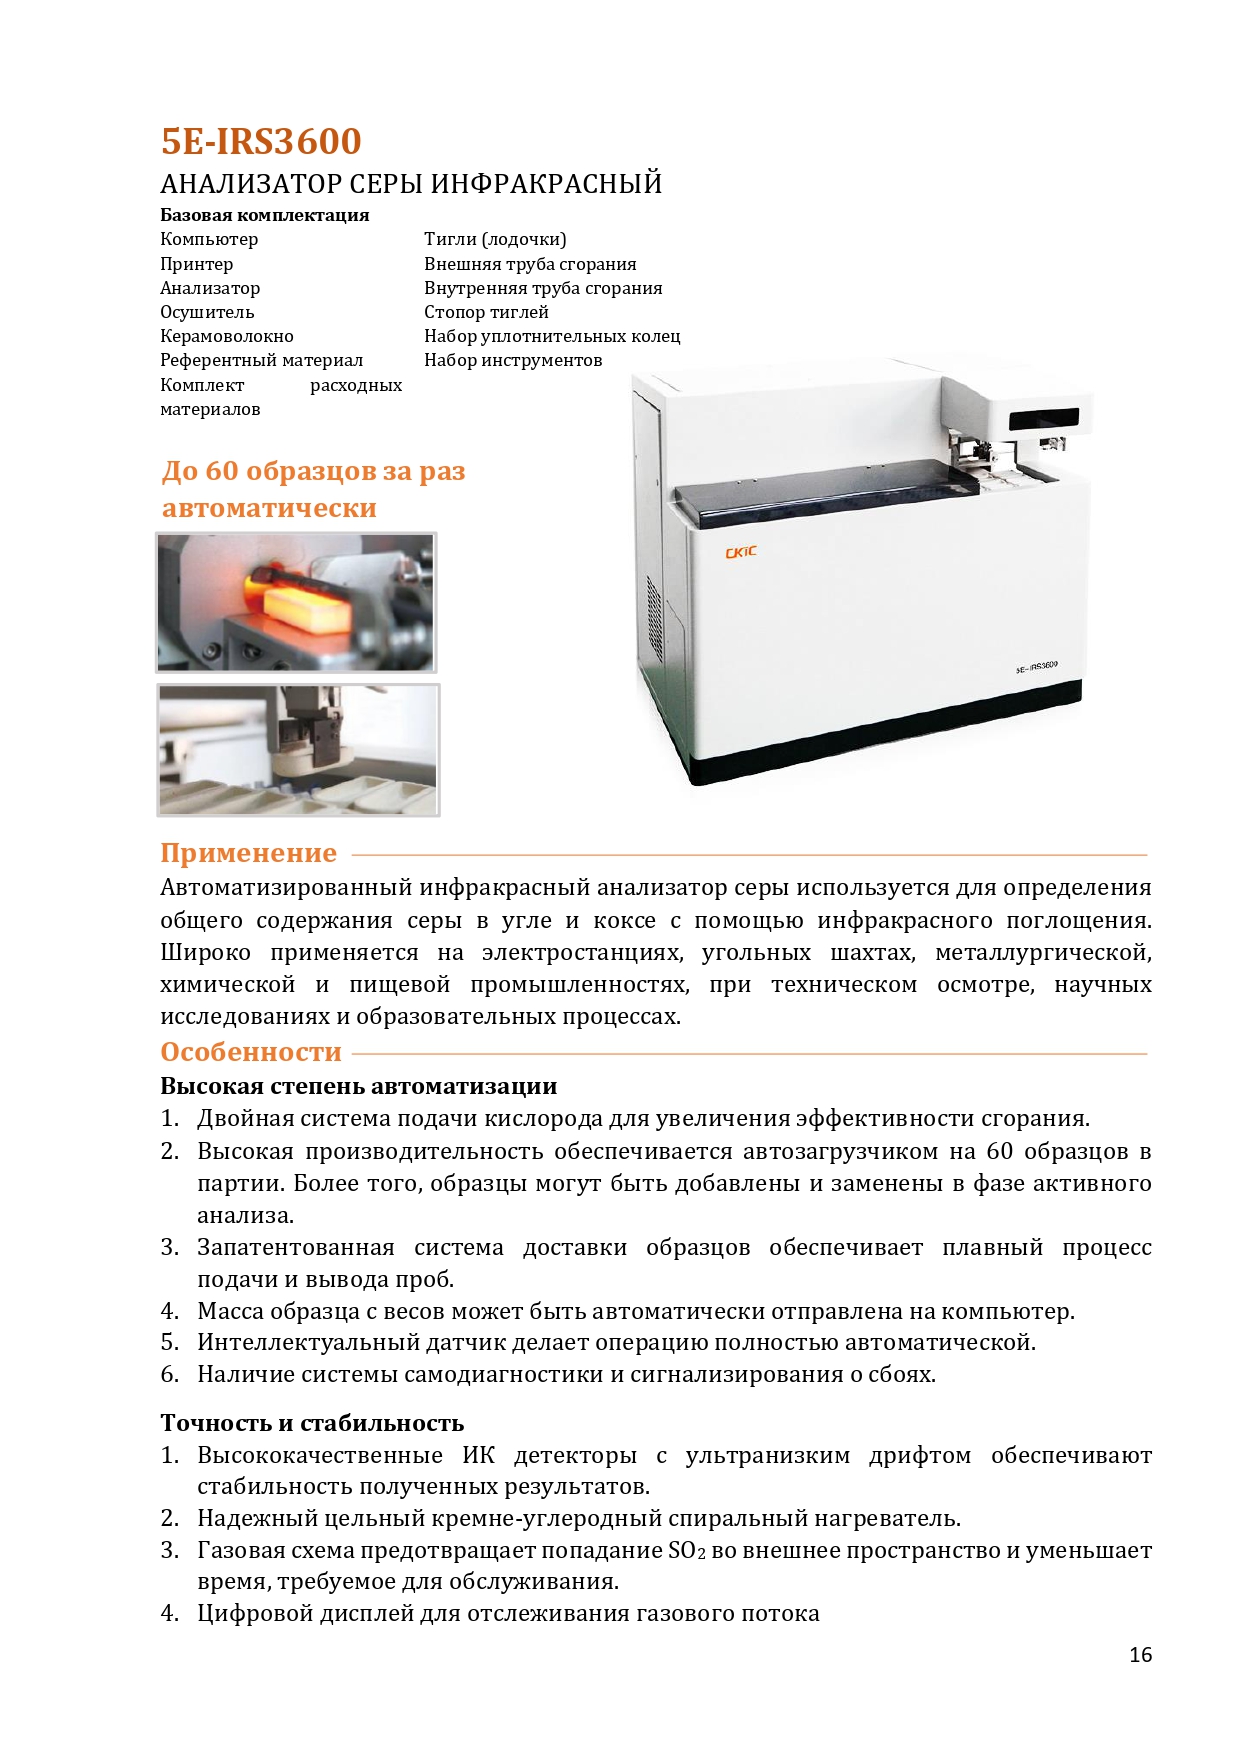 5E-IRS3600
АНАЛИЗАТОР СЕРЫ ИНФРАКРАСНЫЙ
Базовая комплектация
Компьютер
Принтер
Анализатор
Осушитель
Керамоволокно
Референтный материал
Комплект расходных
материалов
Тигли (лодочки)
Внешняя труба сгорания
Внутренняя труба сгорания
Стопор тиглей
Набор уплотнительных колец
Набор инструментов
До 60 образцов за раз
автоматически
CKIC
5E-IRS3600
Применение
Автоматизированный инфракрасный анализатор серы используется для определения
общего содержания серы в угле и коксе с помощью инфракрасного поглощения.
Широко применяется на электростанциях, угольных шахтах, металлургической,
химической и пищевой промышленностях, при техническом осмотре, научных
исследованиях и образовательных процессах.
Особенности
Высокая степень автоматизации
1. Двойная система подачи кислорода для увеличения эффективности сгорания.
2. Высокая производительность обеспечивается автозагрузчиком на 60 образцов в
партии. Более того, образцы могут быть добавлены и заменены в фазе активного
анализа.
3. Запатентованная система доставки образцов обеспечивает плавный процесс
подачи и вывода проб.
4. Масса образца с весов может быть автоматически отправлена на компьютер.
5. Интеллектуальный датчик делает операцию полностью автоматической.
6. Наличие системы самодиагностики и сигнализирования о сбоях.
Точность и стабильность
1. Высококачественные ИК детекторы с ультранизким дрифтом обеспечивают
стабильность полученных результатов.
2. Надежный цельный кремне-углеродный спиральный нагреватель.
3. Газовая схема предотвращает попадание SO₂ во внешнее пространство и уменьшает
время, требуемое для обслуживания.
4. Цифровой дисплей для отслеживания газового потока
16